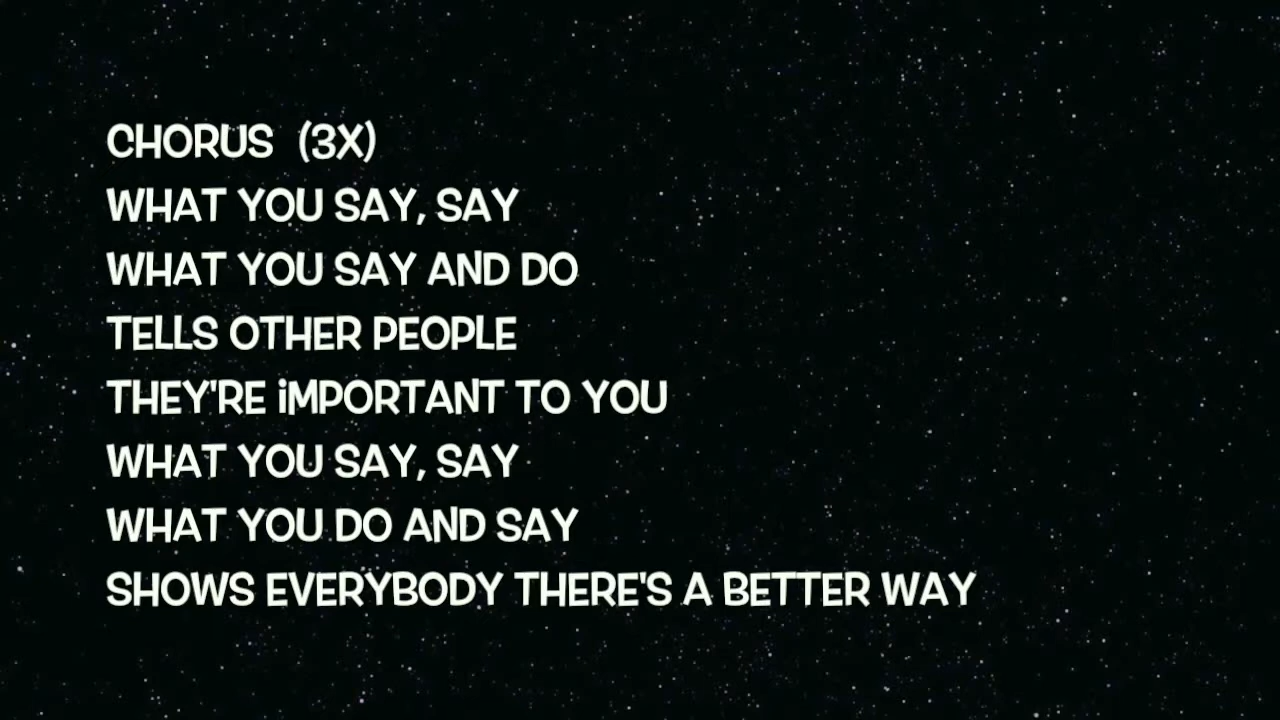 CHORUS (3X)
WHAT YOU SAY, SAY
WHAT YOU SAY AND DO
TELLS OTHER PEOPLE
THEY'RE iMPORTANT TO YOU
WHAT YOU SAY, SAY
WHAT YOU DO AND SAY
SHOWS EVERYBODY THERE'S A BETTER WAY